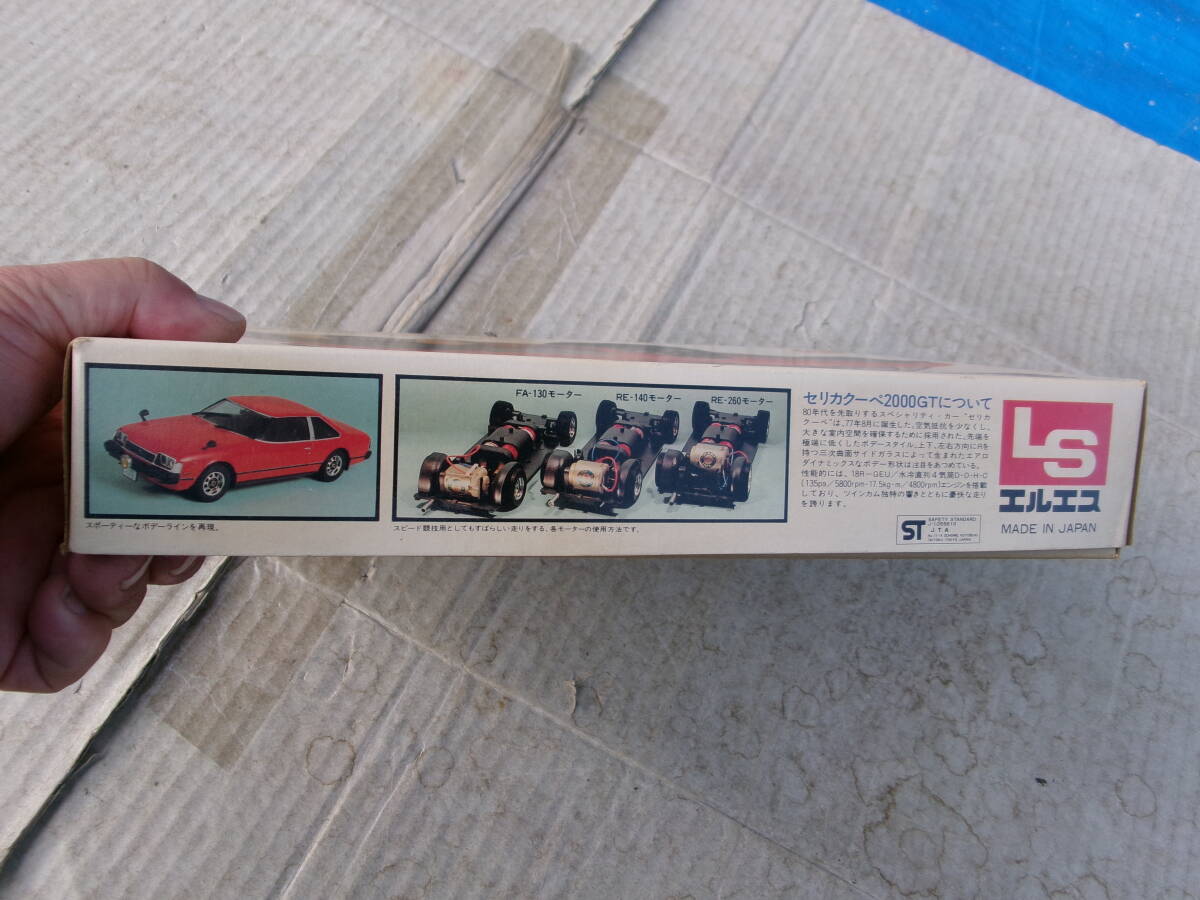 スポーティーなボデーラインを再現。
FA-130モーター
RE-140モーター
RE-260モーター
スピード競技用としてもすばらしい走りをする、各モーターの使用方法です。
セリカクーペ2000GTについて
80年代を先取りするスペシャリティ・カー“セリカ
クーペ”は、'77年8月に誕生した。空気抵抗を少なくし、
大きな室内空間を確保するために採用された、先端を
極端に低くしたボデースタイル、上下、左右方向にRを
持つ三次曲面サイドガラスによって生まれたエアロ
ダイナミックスなボデー形状は注目をあつめている。
性能的には、18R-GEU／水冷直列4気筒D・O・H・C
(135ps／5800rpm-17.5kg-m／4800rpm)エンジンを搭載
しており、ツインカム独特の響きとともに豪快な走り
を誇ります。
ST
SAFETY STANDARD
J.T.A.
LS
エルエス
MADE IN JAPAN